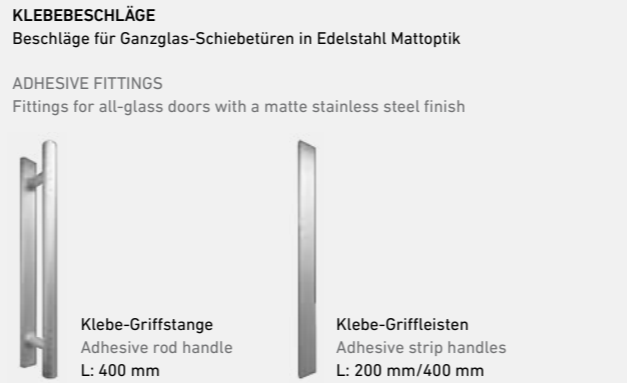 KLEBEBESCHLÄGE
Beschläge für Ganzglas-Schiebetüren in Edelstahl Mattoptik
ADHESIVE FITTINGS
Fittings for all-glass doors with a matte stainless steel finish
Klebe-Griffstange
Adhesive rod handle
L: 400 mm
Klebe-Griffleisten
Adhesive strip handles
L: 200 mm/400 mm